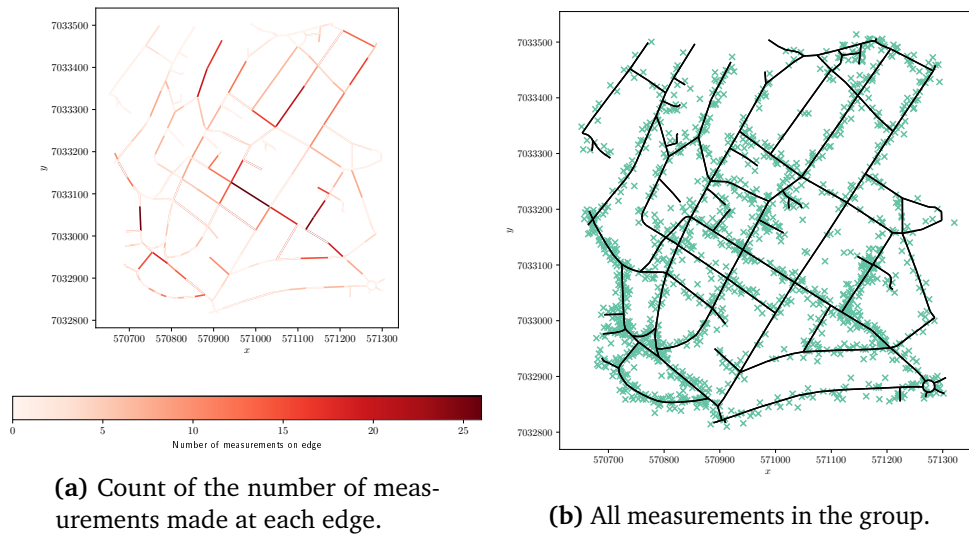 7033500
7033400
7033300
7033200
7033100
7033000
7032900
7032800
y
570700 570800 570900 571000 571100 571200 571300
x
0 5 10 15 20 25
Number of measurements on edge
(a) Count of the number of meas-
urements made at each edge.
7033500
7033400
7033300
7033200
7033100
7033000
7032900
7032800
y
570700 570800 570900 571000 571100 571200 571300
x
(b) All measurements in the group.